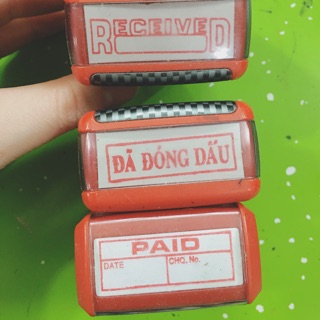 RECEIVED
ĐÃ ĐÓNG DẤU
PAID
DATE CHQ. No.